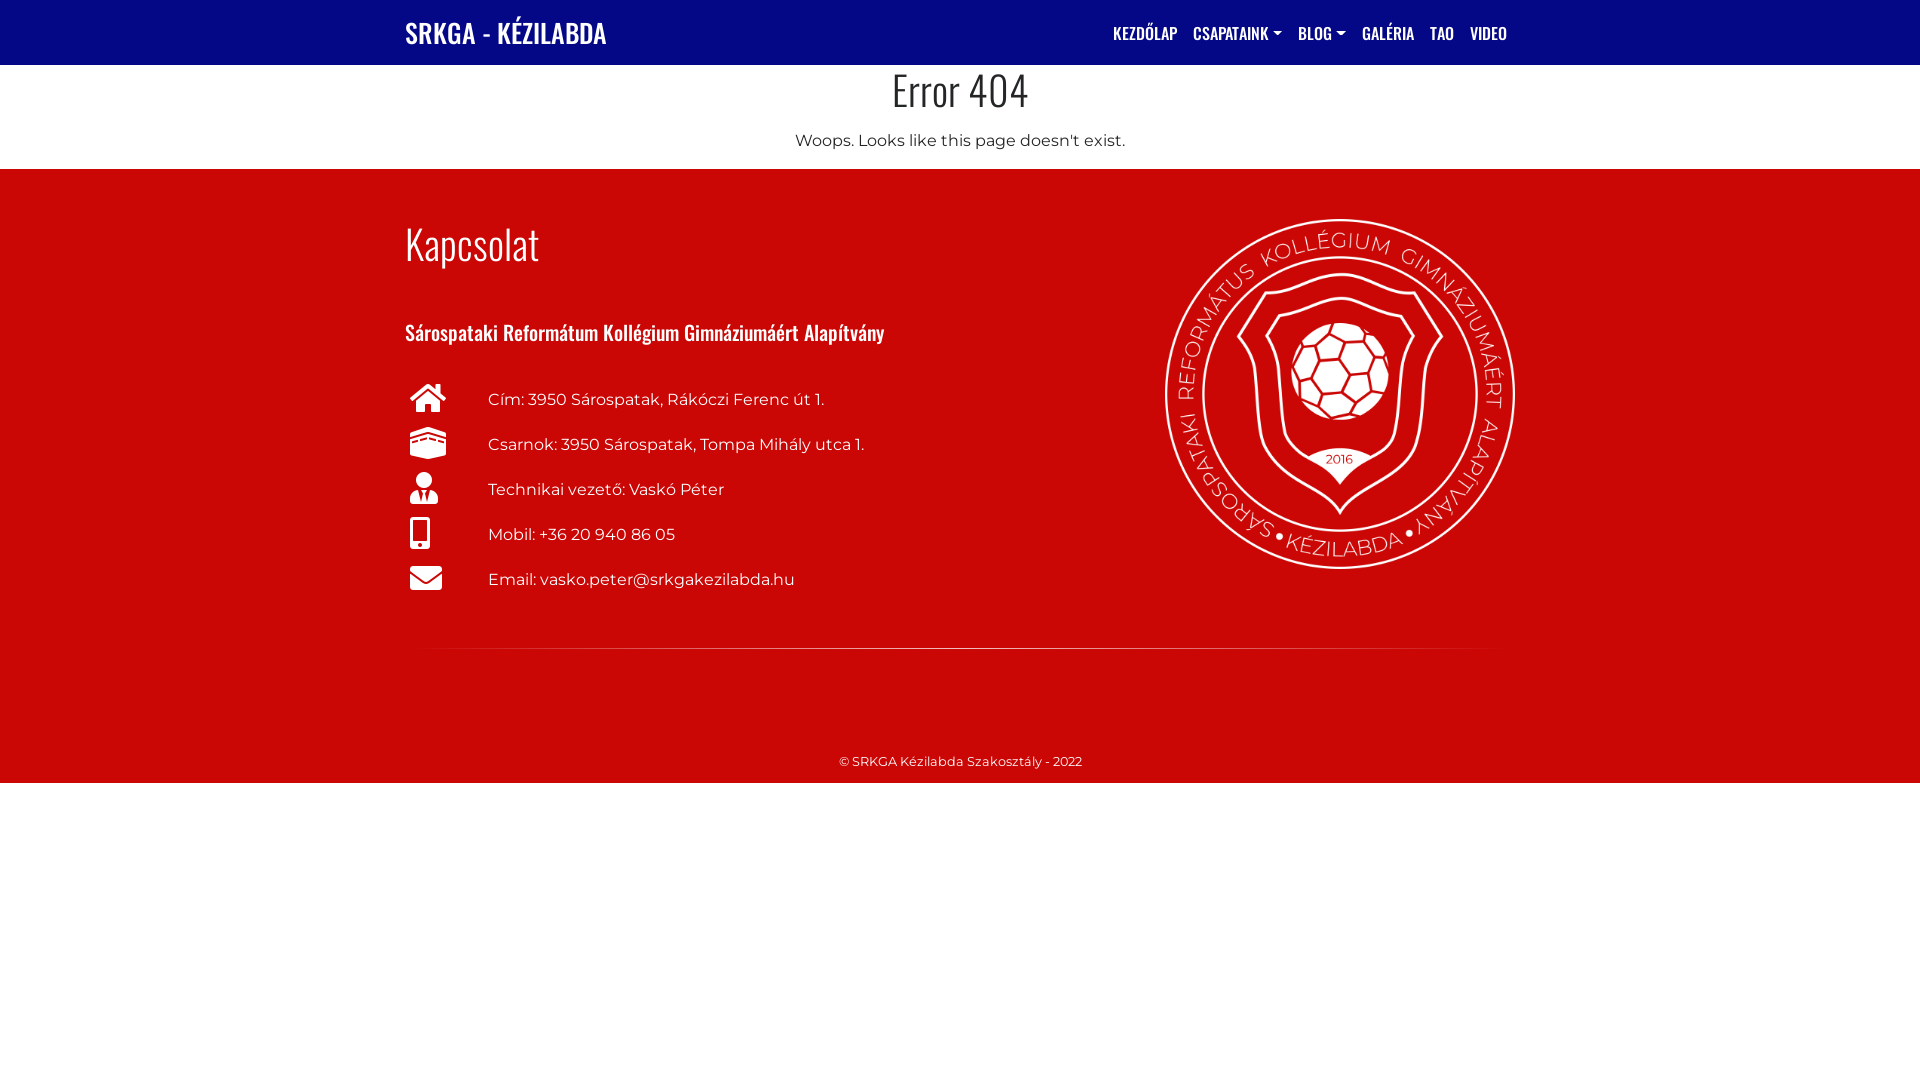 SRKGA - KÉZILABDA
KEZDŐLAP CSAPATAINK BLOG GALÉRIA TAO VIDEO
Error 404
Woops. Looks like this page doesn't exist.
Kapcsolat
Sárospataki Reformátum Kollégium Gimnáziumáért Alapítvány
Cím: 3950 Sárospatak, Rákóczi Ferenc út 1.
Csarnok: 3950 Sárospatak, Tompa Mihály utca 1.
Technikai vezető: Vaskó Péter
Mobil: +36 20 940 86 05
Email: vasko.peter@srkgakezilabda.hu
SÁROSPATAKI REFORMÁTUS KOLLÉGIUM GIMNÁZIUMÁÉRT ALAPÍTVÁNY
2016
• KÉZILABDA •
© SRKGA Kézilabda Szakosztály - 2022